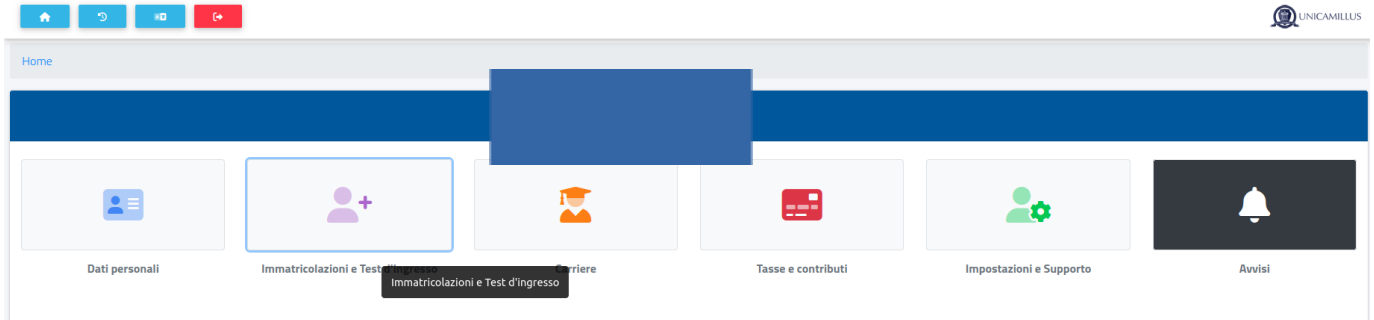 UNICAMILLUS
Home
Dati personali
Immatricolazioni e Test d'ingresso
Carriere
Tasse e contributi
Impostazioni e Supporto
Avvisi
Immatricolazioni e Test d'ingresso